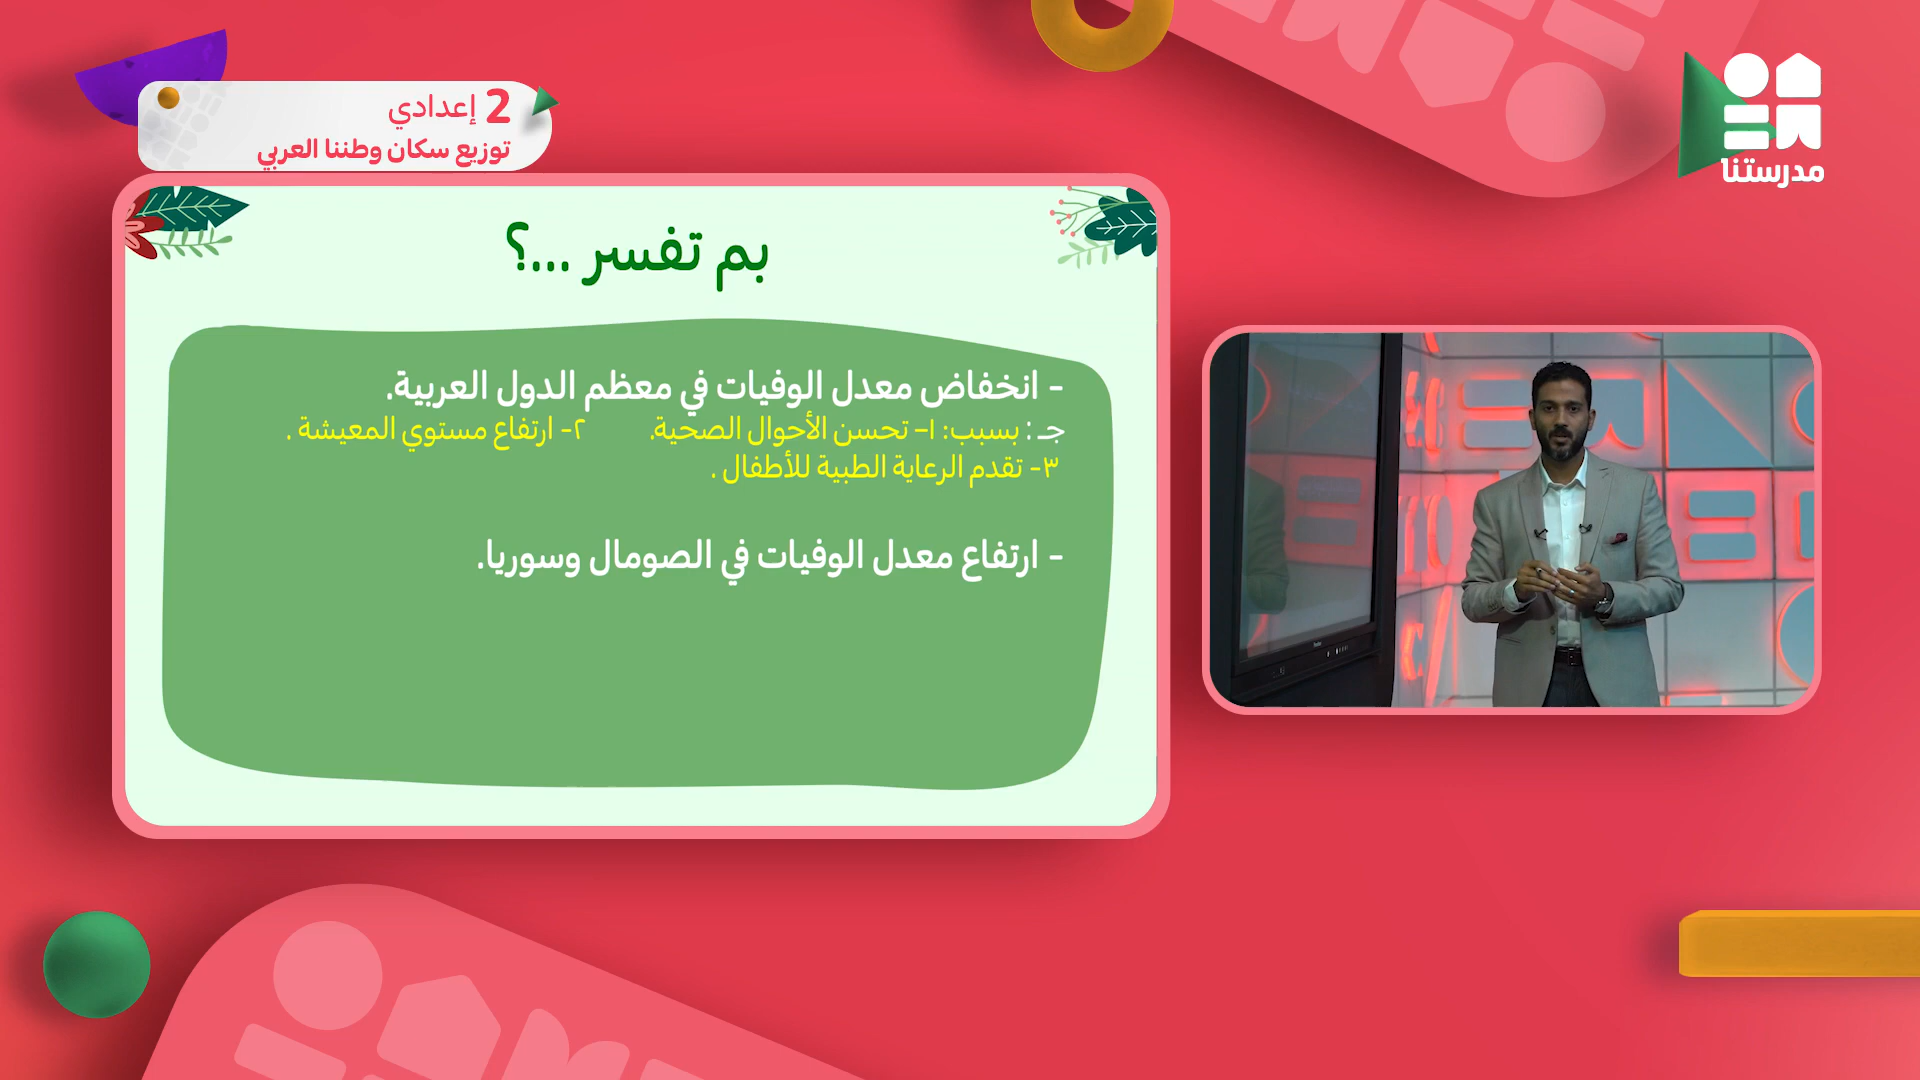 2 إعدادي
توزيع سكان وطننا العربي
مدرستنا
بم تفسر ...؟
- انخفاض معدل الوفيات في معظم الدول العربية.
جـ : بسبب: ١- تحسن الأحوال الصحية. ٢- ارتفاع مستوي المعيشة .
٣- تقدم الرعاية الطبية للأطفال .
- ارتفاع معدل الوفيات في الصومال وسوريا.